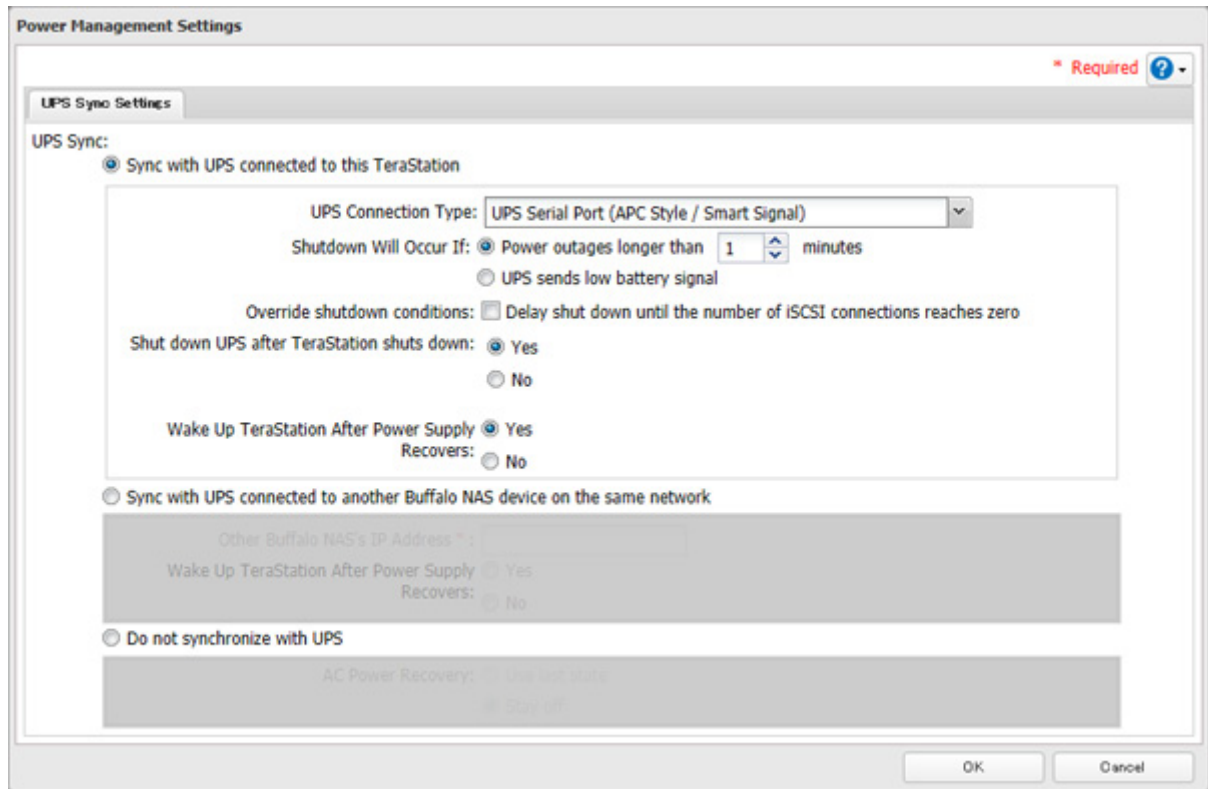 Power Management Settings
* Required
UPS Sync Settings
UPS Sync:
Sync with UPS connected to this TeraStation
UPS Connection Type: UPS Serial Port (APC Style / Smart Signal)
Shutdown Will Occur If: Power outages longer than 1 minutes
UPS sends low battery signal
Override shutdown conditions: Delay shut down until the number of iSCSI connections reaches zero
Shut down UPS after TeraStation shuts down: Yes
No
Wake Up TeraStation After Power Supply Recovers: Yes
No
Sync with UPS connected to another Buffalo NAS device on the same network
Other Buffalo NAS's IP Address * :
Wake Up TeraStation After Power Supply Recovers: Yes
No
Do not synchronize with UPS
AC Power Recovery: Use last state
Stay off
OK Cancel